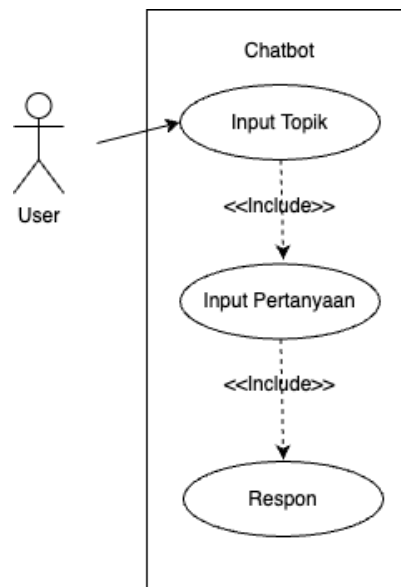 Chatbot
Input Topik
User
<<Include>>
Input Pertanyaan
<<Include>>
Respon